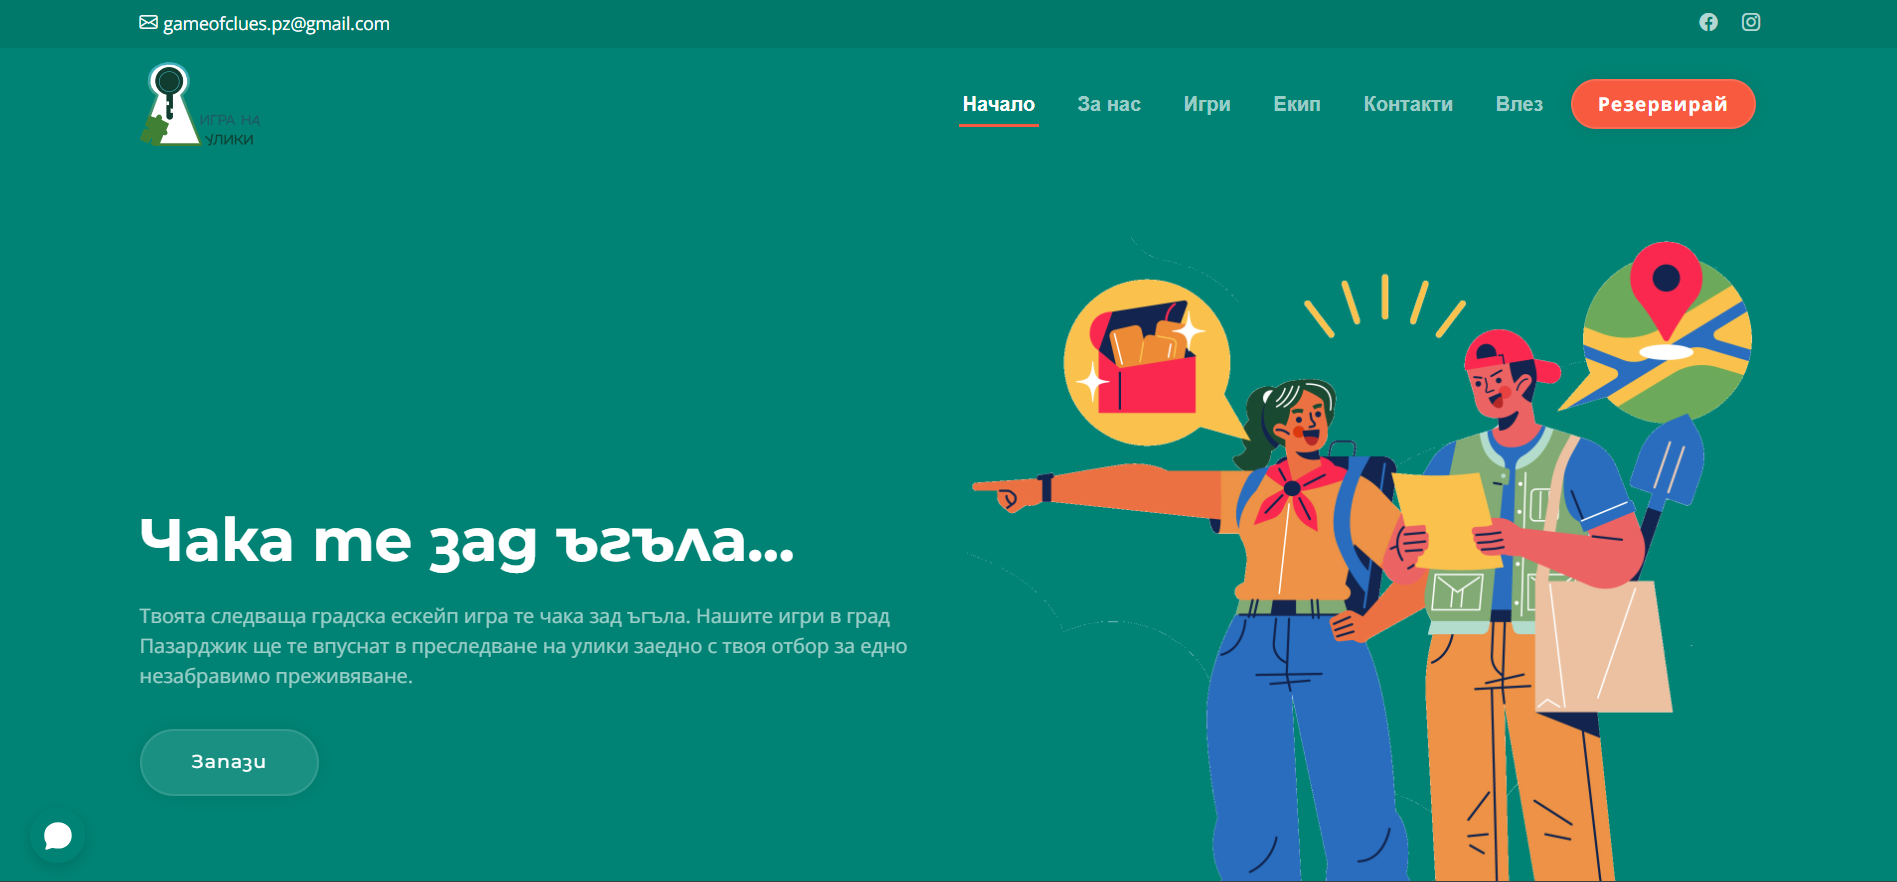 gameofclues.pz@gmail.com
ИГРА НА
УЛИКИ
Начало За нас Игри Екип Контакти Влез Резервирай
Чака те зад ъгъла...
Твоята следваща градска ескейп игра те чака зад ъгъла. Нашите игри в град
Пазарджик ще те впуснат в преследване на улики заедно с твоя отбор за едно
незабравимо преживяване.
Запази